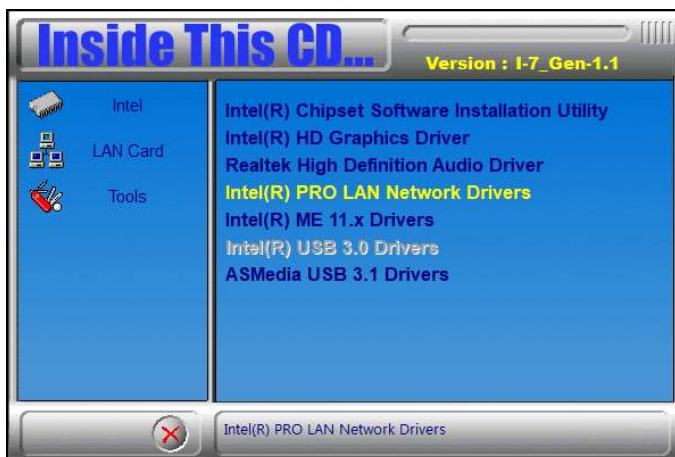 Inside This CD...
Version : I-7_Gen-1.1
Intel
LAN Card
Tools
Intel(R) Chipset Software Installation Utility
Intel(R) HD Graphics Driver
Realtek High Definition Audio Driver
Intel(R) PRO LAN Network Drivers
Intel(R) ME 11.x Drivers
Intel(R) USB 3.0 Drivers
ASMedia USB 3.1 Drivers
Intel(R) PRO LAN Network Drivers